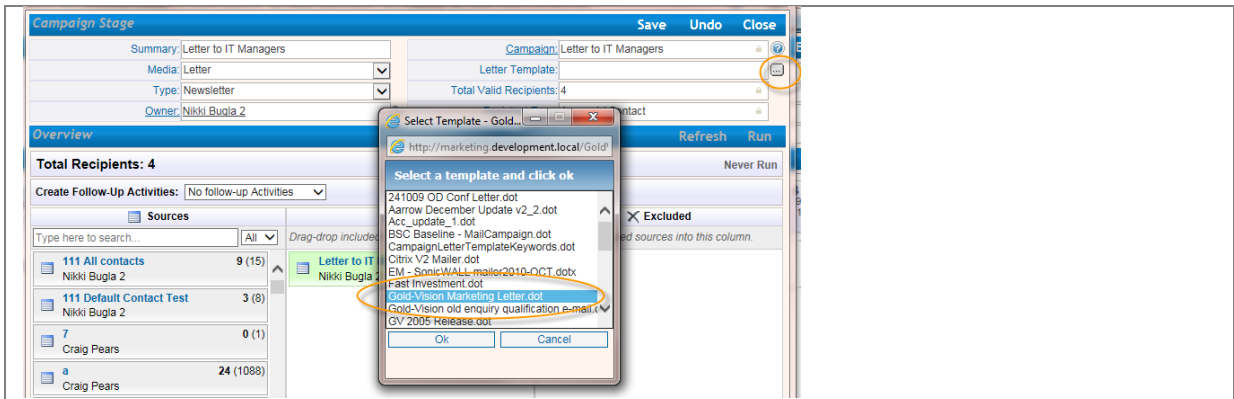 Campaign Stage Save Undo Close
Summary: Letter to IT Managers Campaign: Letter to IT Managers
Media: Letter Letter Template: ...
Type: Newsletter Total Valid Recipients: 4
Owner: Nikki Bugla 2
Select Template - Gold...
Overview Refresh Run
http://marketing.development.local/Gold
Total Recipients: 4 Never Run
Select a template and click ok
Create Follow-Up Activities: No follow-up Activities
241009 OD Conf Letter.dot
Aarrow December Update v2_2.dot
Acc_update_1.dot
BSC Baseline - MailCampaign.dot
CampaignLetterTemplateKeywords.dot
Citrix V2 Mailer.dot
EM - SonicWALL mailer2010-OCT.dotx
Fast Investment.dot
Gold-Vision Marketing Letter.dot
Gold-Vision old enquiry qualification e-mail.
GV 2005 Release.dot
Ok Cancel
Sources Excluded
Type here to search... All Drag-drop include sources into this column.
111 All contacts 9 (15) Letter to IT
Nikki Bugla 2 Nikki Bugla 2
111 Default Contact Test 3 (8)
Nikki Bugla 2
7 0 (1)
Craig Pears
a 24 (1088)
Craig Pears